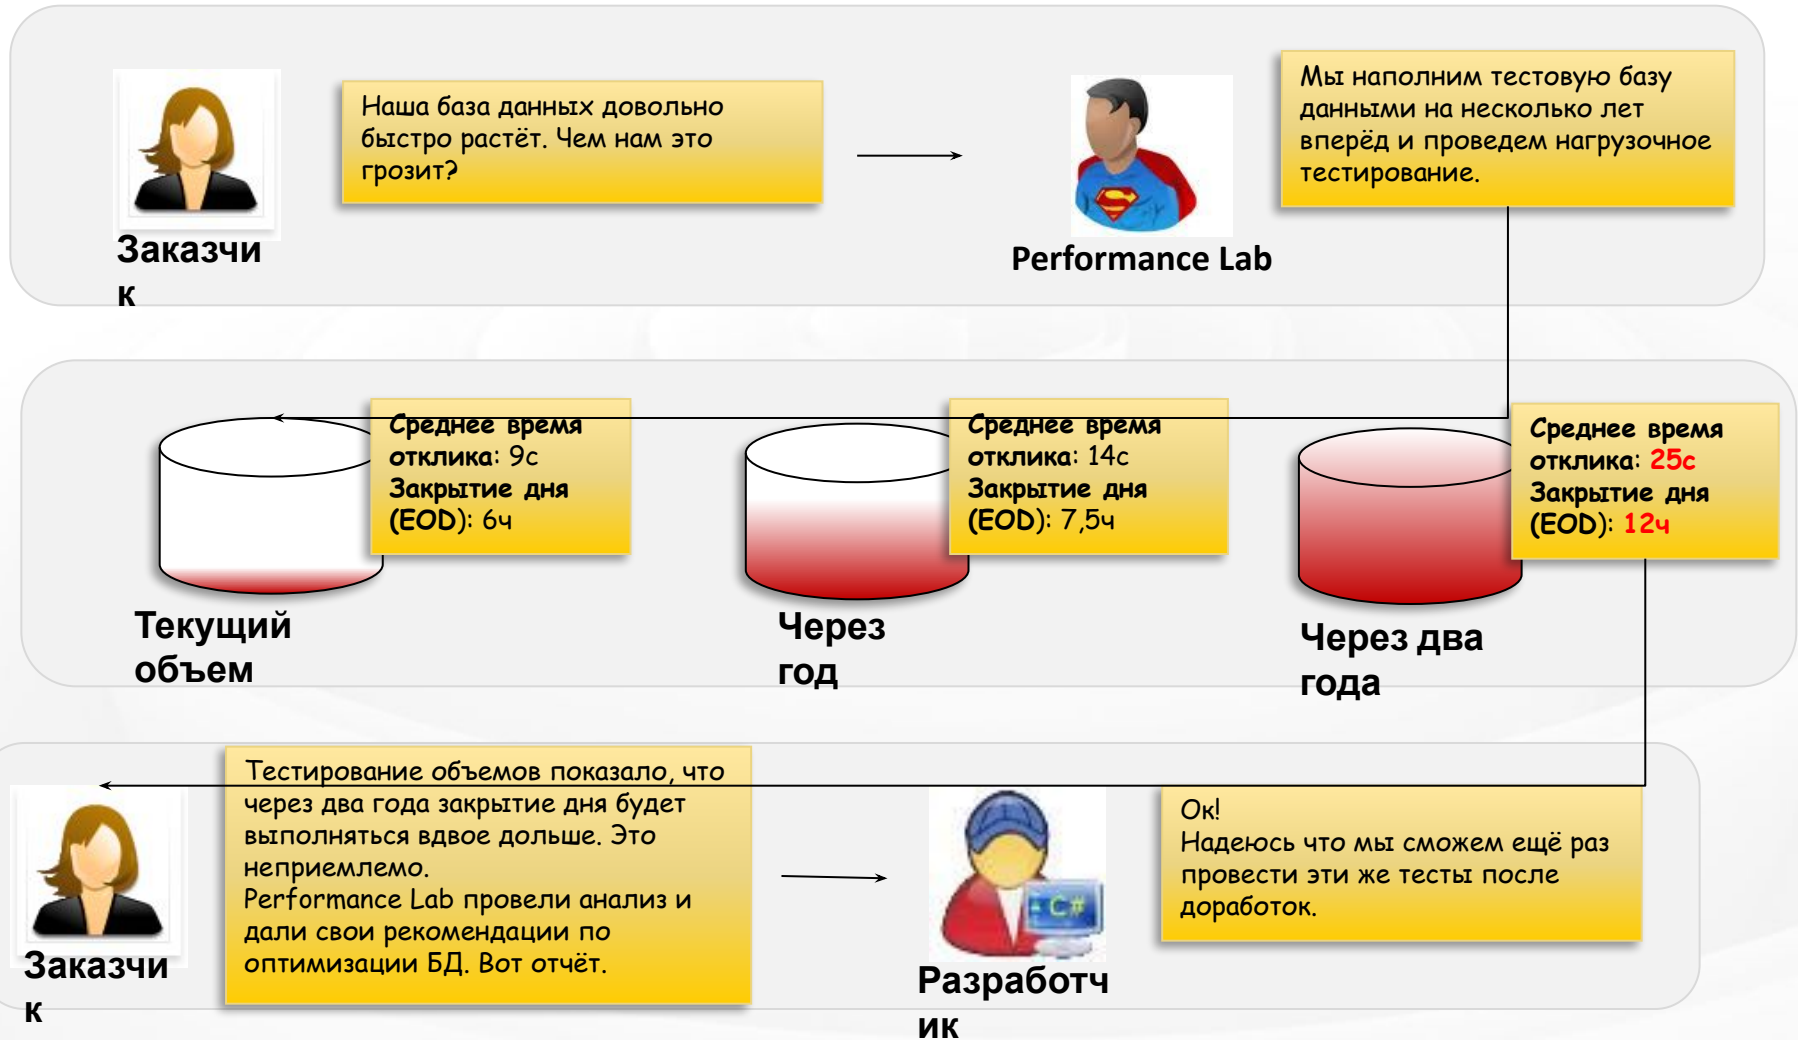 Наша база данных довольно
быстро растёт. Чем нам это
грозит?
Заказчи
к
Performance Lab
Мы наполним тестовую базу
данными на несколько лет
вперёд и проведем нагрузочное
тестирование.
Среднее время
отклика: 9с
Закрытие дня
(EOD): 6ч
Текущий
объем
Среднее время
отклика: 14с
Закрытие дня
(EOD): 7,5ч
Через
год
Среднее время
отклика: 25с
Закрытие дня
(EOD): 12ч
Через два
года
Тестирование объемов показало, что
через два года закрытие дня будет
выполняться вдвое дольше. Это
неприемлемо.
Performance Lab провели анализ и
дали свои рекомендации по
оптимизации БД. Вот отчёт.
Заказчи
к
C#
Разработч
ик
Ок!
Надеюсь что мы сможем ещё раз
провести эти же тесты после
доработок.